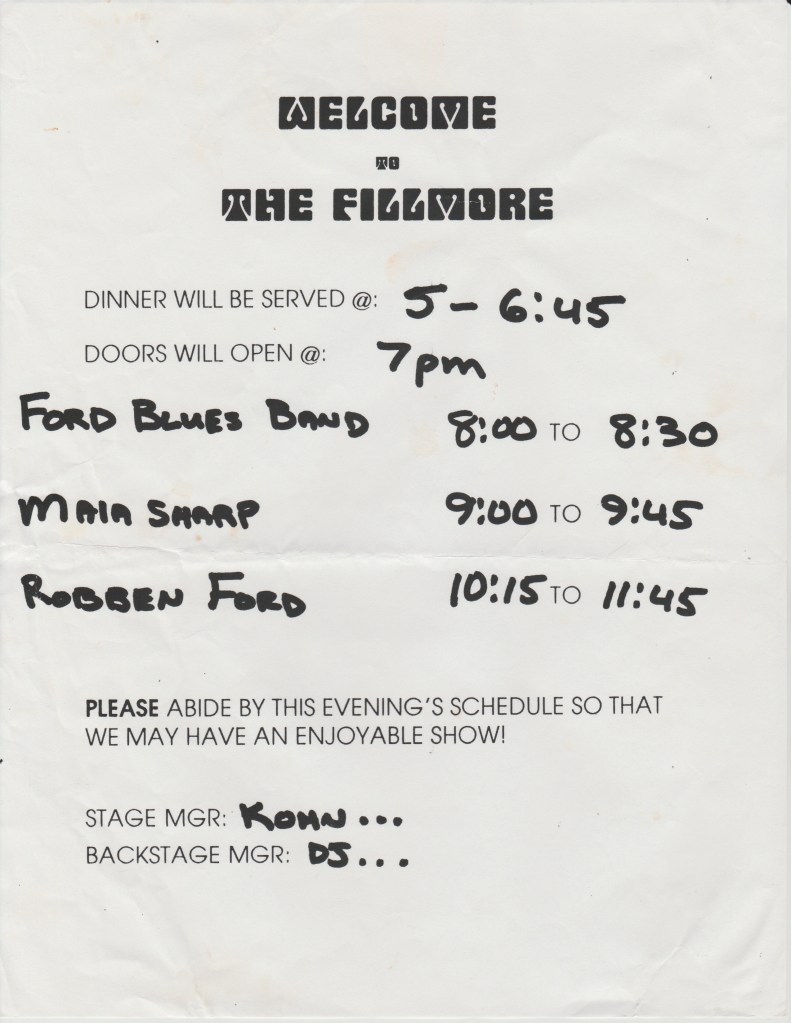 WELCOME
TO
THE FILLMORE
DINNER WILL BE SERVED @: 5 - 6:45
DOORS WILL OPEN @: 7pm
FORD BLUES BAND 8:00 TO 8:30
MAIA SHARP 9:00 TO 9:45
ROBBEN FORD 10:15 TO 11:45
PLEASE ABIDE BY THIS EVENING'S SCHEDULE SO THAT
WE MAY HAVE AN ENJOYABLE SHOW!
STAGE MGR: KOHN...
BACKSTAGE MGR: DJ...